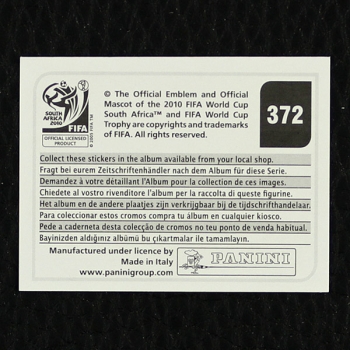 © The Official Emblem and Official
Mascot of the 2010 FIFA World Cup
South Africa™ and FIFA World Cup
Trophy are copyrights and trademarks
of FIFA. All rights reserved.
372
SOUTH AFRICA
2010
FIFA
OFFICIAL LICENSED
PRODUCT
Collect these stickers in the album available from your local shop.
Fragt bei eurem Zeitschriftenhändler nach dem Album für diese Serie.
Demandez à votre détaillant l'Album pour la collection de ces images.
Chiedete al vostro rivenditore l'album per la raccolta di queste figurine.
Het album en de andere plaatjes zijn verkrijgbaar bij de tijdschrifthandelaar.
Para coleccionar estos cromos compra tu álbum en cualquier kiosco.
Pede a caderneta desta colecção de cromos no teu ponto de venda habitual.
Bayinizden aldığınız albümü bu çıkartmalar ile tamamlayın.
Manufactured under licence by
Made in Italy
www.paninigroup.com
PANINI